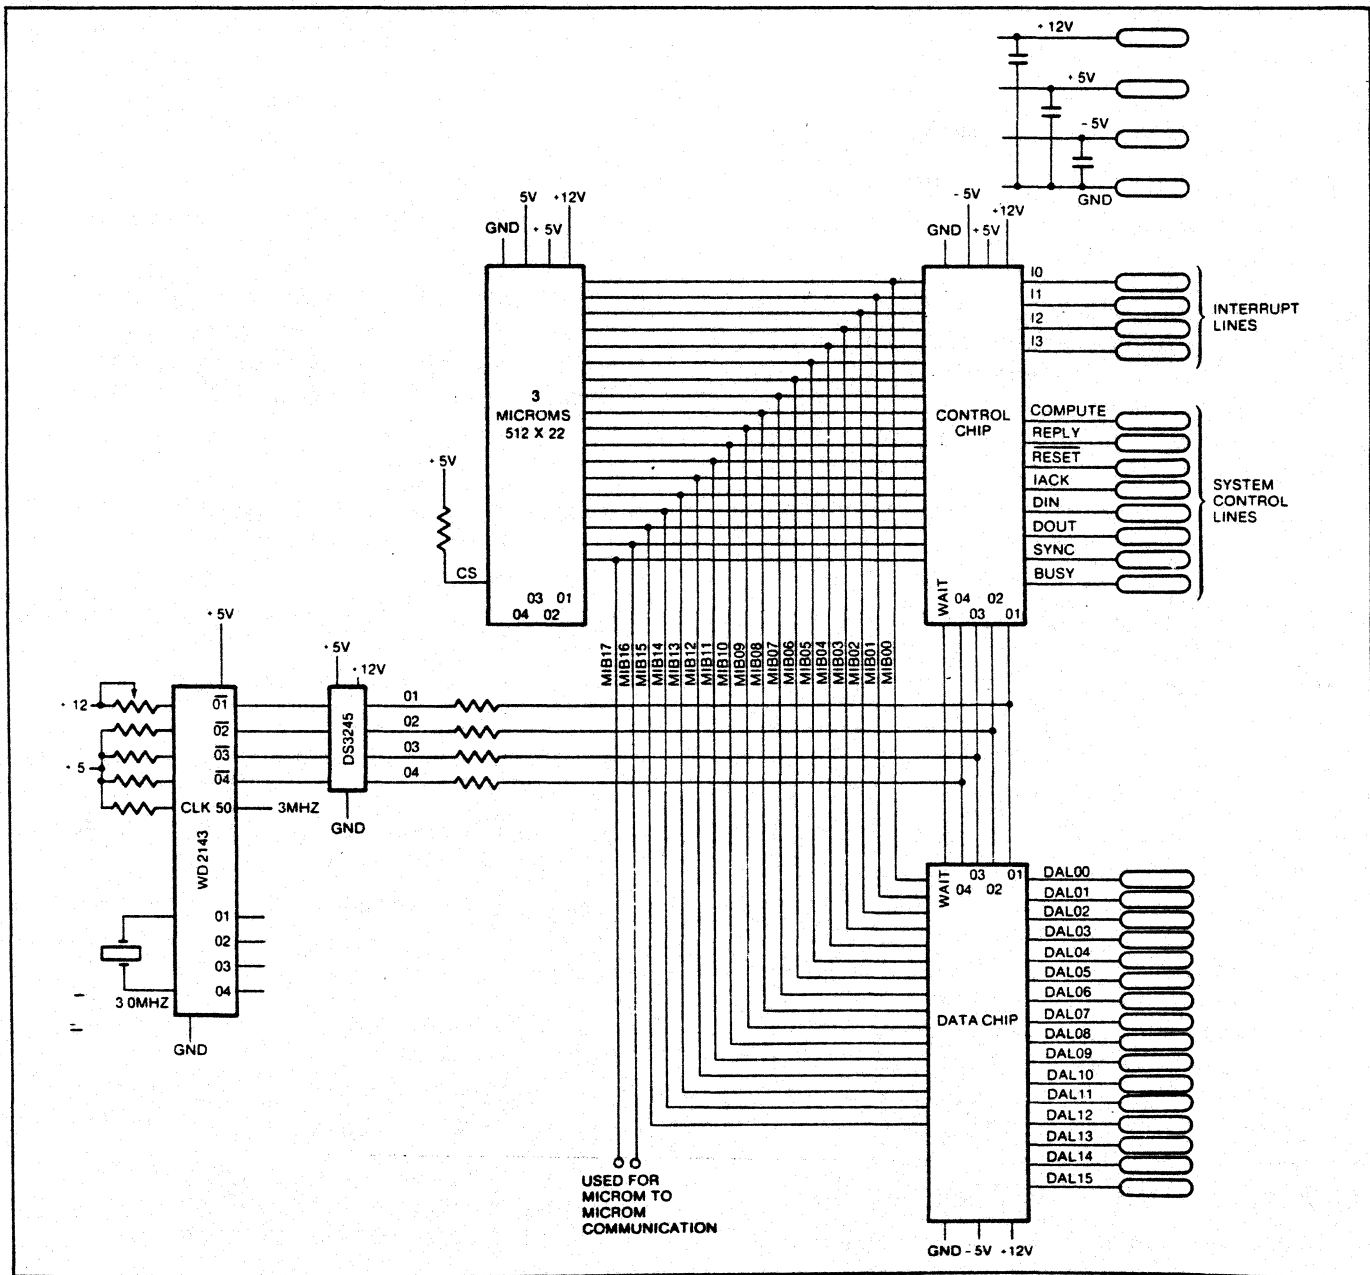 + 12V
+ 5V
- 5V
GND
5V
+12V
GND
+ 5V
- 5V
+12V
GND
+5V
I0
I1
I2
I3
INTERRUPT
LINES
3
MICROMS
512 X 22
CONTROL
CHIP
COMPUTE
REPLY
RESET
IACK
DIN
DOUT
SYNC
BUSY
SYSTEM
CONTROL
LINES
+ 5V
CS
03 01
04 02
WAIT
04 02
03 01
MIB17
MIB16
MIB15
MIB14
MIB13
MIB12
MIB11
MIB10
MIB09
MIB08
MIB07
MIB06
MIB05
MIB04
MIB03
MIB02
MIB01
MIB00
+ 5V
+ 5V
+ 12V
+ 12
+ 5
01
02
03
04
CLK 50
3MHZ
WD2143
DS3245
GND
01
02
03
04
01
02
03
04
3 0MHZ
GND
WAIT
03 01
04 02
DATA CHIP
DAL00
DAL01
DAL02
DAL03
DAL04
DAL05
DAL06
DAL07
DAL08
DAL09
DAL10
DAL11
DAL12
DAL13
DAL14
DAL15
GND - 5V +12V
USED FOR
MICROM TO
MICROM
COMMUNICATION